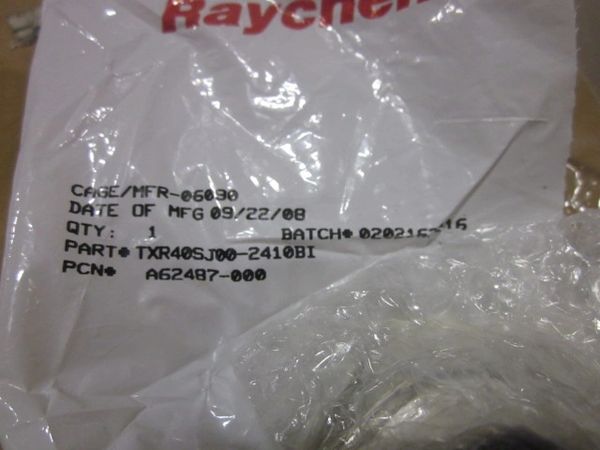 Raychem
CAGE/MFR-06090
DATE OF MFG 09/22/08
QTY: 1 BATCH#
PART# TXR40SJ00-2410BI
PCN# A62487-000